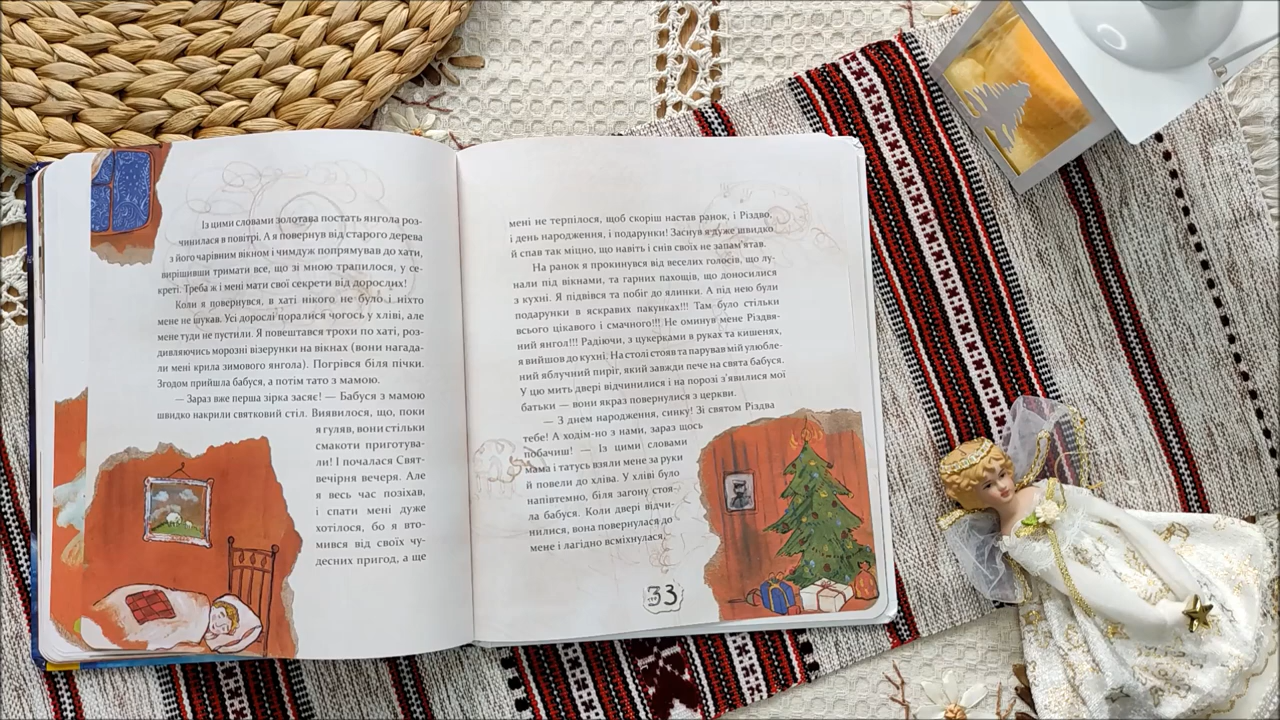 Із цими словами золотава постать янгола роз-
чинилася в повітрі. А я повернув від старого дерева
з його чарівним вікном і чимдуж попрямував до хати,
вирішивши тримати все, що зі мною трапилося, у се-
креті. Треба ж і мені мати свої секрети від дорослих!
Коли я повернувся, в хаті нікого не було і ніхто
мене не шукав. Усі дорослі поралися чогось у хліві, але
мене туди не пустили. Я повештався трохи по хаті, роз-
дивляючись морозні візерунки на вікнах (вони нагада-
ли мені крила зимового янгола). Погрівся біля пічки.
Згодом прийшла бабуся, а потім тато з мамою.
— Зараз вже перша зірка засяє! — Бабуся з мамою
швидко накрили святковий стіл. Виявилося, що, поки
я гуляв, вони стільки
смакоти приготува-
ли! І почалася Свят-
вечірня вечеря. Але
я весь час позіхав,
і спати мені дуже
хотілося, бо я вто-
мився від своїх чу-
десних пригод, а ще
мені не терпілося, щоб скоріш настав ранок, і Різдво,
і день народження, і подарунки! Заснув я дуже швидко
й спав так міцно, що навіть і снів своїх не запам'ятав.
На ранок я прокинувся від веселих голосів, що лу-
нали під вікнами, та гарних пахощів, що доносилися
з кухні. Я підвівся та побіг до ялинки. А під нею були
подарунки в яскравих пакунках!!! Там було стільки
всього цікавого і смачного!!! Не оминув мене Різдвя-
ний янгол!!! Радіючи, з цукерками в руках та кишенях,
я вийшов до кухні. На столі стояв та парував мій улюбле-
ний яблучний пиріг, який завжди пече на свята бабуся.
У цю мить двері відчинилися і на порозі з'явилися мої
батьки — вони якраз повернулися з церкви.
— З днем народження, синку! Зі святом Різдва
тебе! А ходім-но з нами, зараз щось
побачиш! — Із цими словами
мама і татусь взяли мене за руки
й повели до хліва. У хліві було
напівтемно, біля загону стоя-
ла бабуся. Коли двері відчи-
нилися, вона повернулася до
мене і лагідно всміхнулася.
33